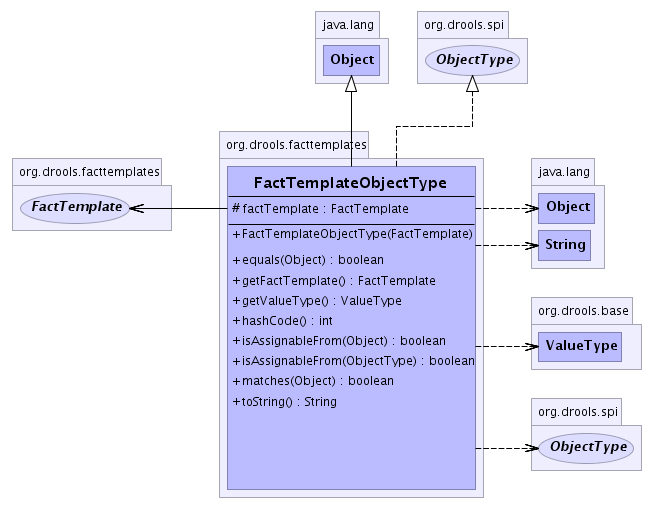 java.lang
Object
org.drools.spi
ObjectType
org.drools.facttemplates
FactTemplate
org.drools.facttemplates
FactTemplateObjectType
# factTemplate : FactTemplate
+ FactTemplateObjectType(FactTemplate)
+ equals(Object) : boolean
+ getFactTemplate() : FactTemplate
+ getValueType() : ValueType
+ hashCode() : int
+ isAssignableFrom(Object) : boolean
+ isAssignableFrom(ObjectType) : boolean
+ matches(Object) : boolean
+ toString() : String
java.lang
Object
String
org.drools.base
ValueType
org.drools.spi
ObjectType